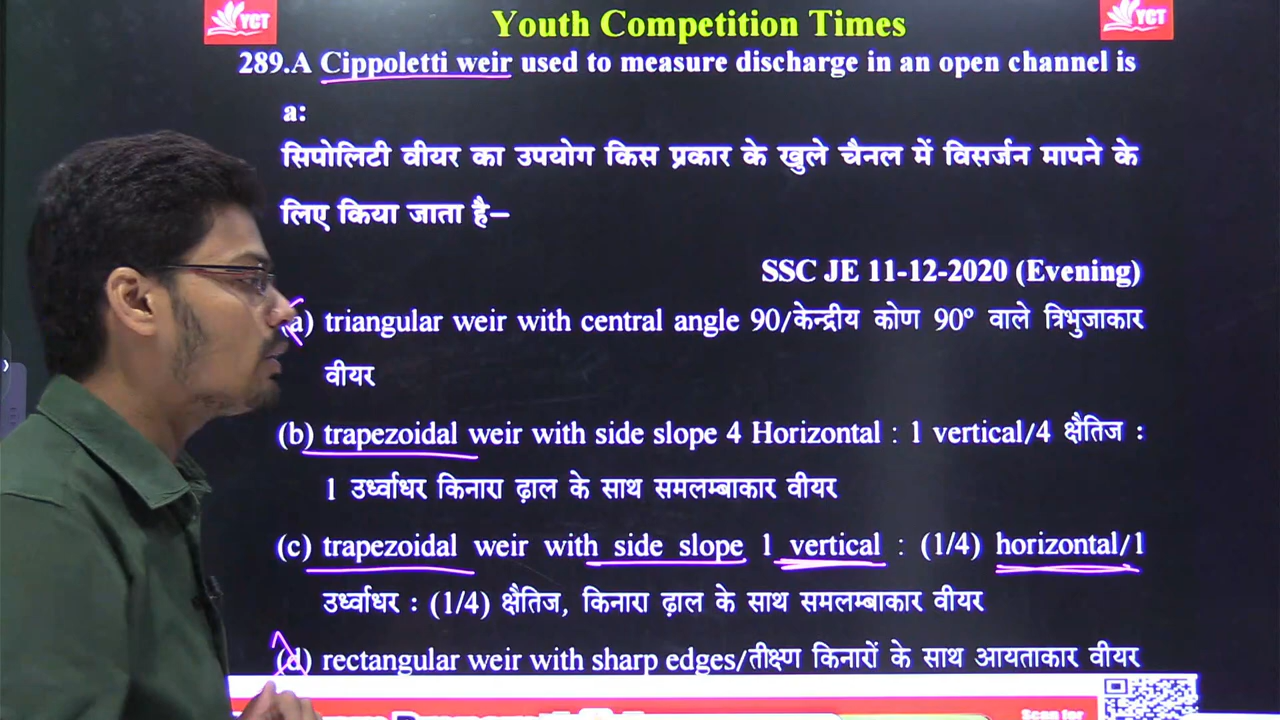 YCT
Youth Competition Times
YCT
289.A Cippoletti weir used to measure discharge in an open channel is
a:
सिपोलिटी वीयर का उपयोग किस प्रकार के खुले चैनल में विसर्जन मापने के
लिए किया जाता है–
SSC JE 11-12-2020 (Evening)
(a) triangular weir with central angle 90/केन्द्रीय कोण 90° वाले त्रिभुजाकार
वीयर
(b) trapezoidal weir with side slope 4 Horizontal : 1 vertical/4 क्षैतिज :
1 उर्ध्वाधर किनारा ढ़ाल के साथ समलम्बाकार वीयर
(c) trapezoidal weir with side slope 1 vertical : (1/4) horizontal/1
उर्ध्वाधर : (1/4) क्षैतिज, किनारा ढ़ाल के साथ समलम्बाकार वीयर
(d) rectangular weir with sharp edges/तीक्ष्ण किनारों के साथ आयताकार वीयर
Scan for